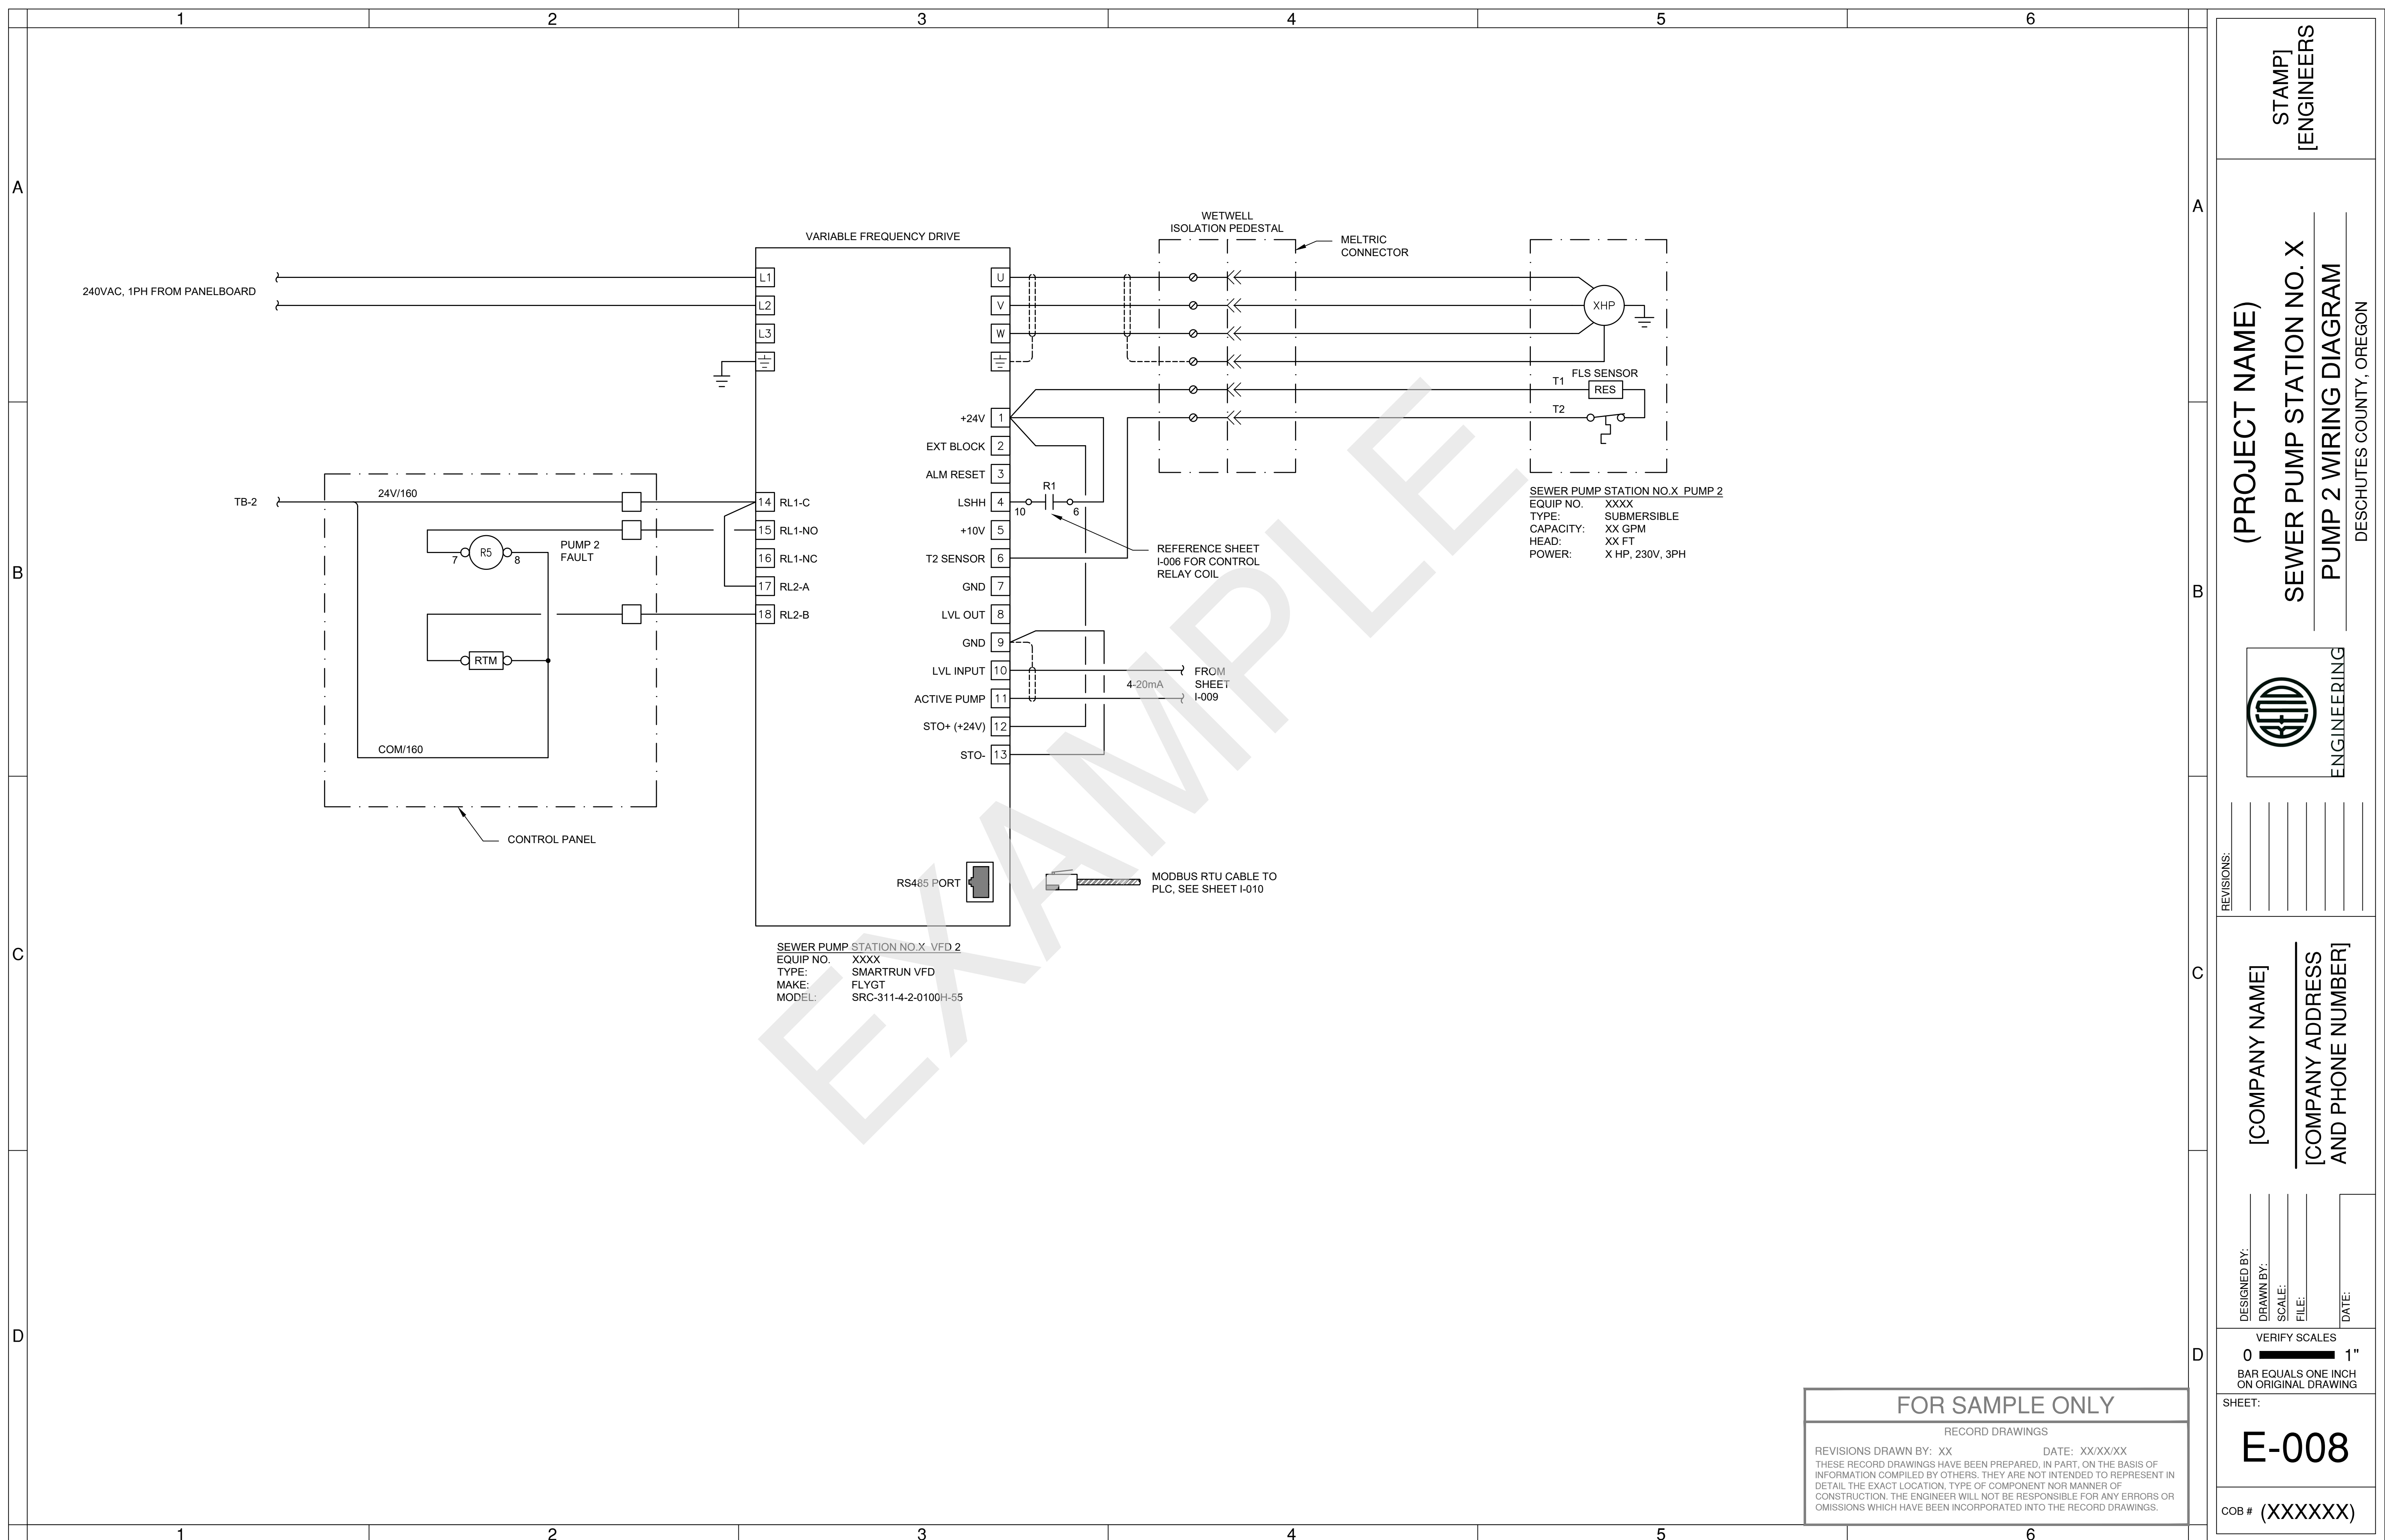 1 2 3 4 5 6
A
B
C
D
A
B
C
D
1 2 3 4 5 6
VARIABLE FREQUENCY DRIVE
240VAC, 1PH FROM PANELBOARD
L1
L2
L3
U
V
W
WETWELL
ISOLATION PEDESTAL
MELTRIC
CONNECTOR
XHP
FLS SENSOR
T1
RES
T2
+24V 1
EXT BLOCK 2
ALM RESET 3
LSHH 4
+10V 5
T2 SENSOR 6
GND 7
LVL OUT 8
GND 9
LVL INPUT 10
ACTIVE PUMP 11
STO+ (+24V) 12
STO- 13
R1
10 6
REFERENCE SHEET
I-006 FOR CONTROL
RELAY COIL
4-20mA
FROM
SHEET
I-009
TB-2
24V/160
14 RL1-C
15 RL1-NO
16 RL1-NC
17 RL2-A
18 RL2-B
7 R5 8
PUMP 2
FAULT
RTM
COM/160
CONTROL PANEL
RS485 PORT
MODBUS RTU CABLE TO
PLC, SEE SHEET I-010
SEWER PUMP STATION NO.X PUMP 2
EQUIP NO. XXXX
TYPE: SUBMERSIBLE
CAPACITY: XX GPM
HEAD: XX FT
POWER: X HP, 230V, 3PH
SEWER PUMP STATION NO.X VFD 2
EQUIP NO. XXXX
TYPE: SMARTRUN VFD
MAKE: FLYGT
MODEL: SRC-311-4-2-0100H-55
EXAMPLE
FOR SAMPLE ONLY
RECORD DRAWINGS
REVISIONS DRAWN BY: XX DATE: XX/XX/XX
THESE RECORD DRAWINGS HAVE BEEN PREPARED, IN PART, ON THE BASIS OF
INFORMATION COMPILED BY OTHERS. THEY ARE NOT INTENDED TO REPRESENT IN
DETAIL THE EXACT LOCATION, TYPE OF COMPONENT NOR MANNER OF
CONSTRUCTION. THE ENGINEER WILL NOT BE RESPONSIBLE FOR ANY ERRORS OR
OMISSIONS WHICH HAVE BEEN INCORPORATED INTO THE RECORD DRAWINGS.
STAMP]
[ENGINEERS
(PROJECT NAME)
SEWER PUMP STATION NO. X
PUMP 2 WIRING DIAGRAM
DESCHUTES COUNTY, OREGON
BEND
ENGINEERING
REVISIONS:
[COMPANY NAME]
[COMPANY ADDRESS
AND PHONE NUMBER]
DESIGNED BY:
DRAWN BY:
SCALE:
FILE:
DATE:
VERIFY SCALES
0 1"
BAR EQUALS ONE INCH
ON ORIGINAL DRAWING
SHEET:
E-008
COB # (XXXXXX)